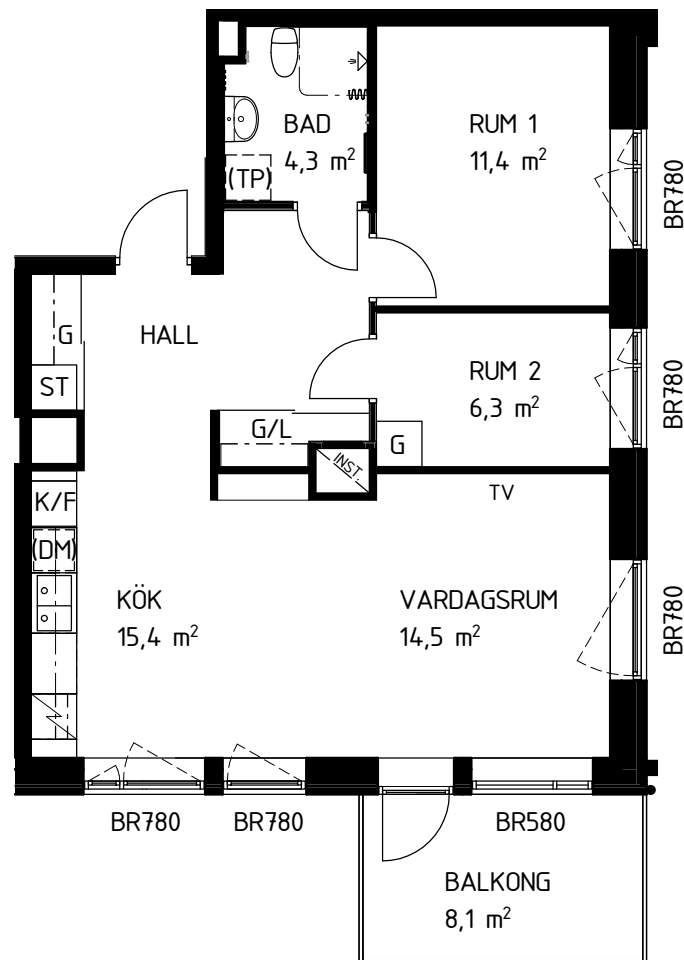 BAD
4,3 m²
(TP)
RUM 1
11,4 m²
BR780
G
HALL
ST
RUM 2
6,3 m²
BR780
G/L
G
INST.
K/F
TV
(DM)
KÖK
15,4 m²
VARDAGSRUM
14,5 m²
BR780
BR780
BR780
BR580
BALKONG
8,1 m²